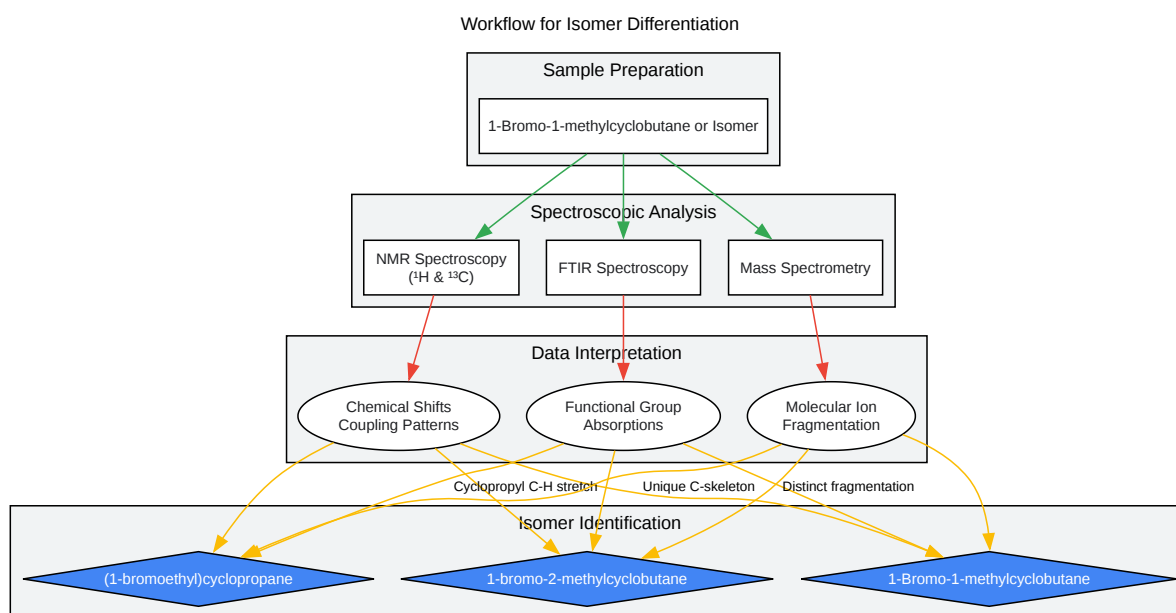 Workflow for Isomer Differentiation
Sample Preparation
1-Bromo-1-methylcyclobutane or Isomer
Spectroscopic Analysis
NMR Spectroscopy
(¹H & ¹³C)
FTIR Spectroscopy
Mass Spectrometry
Data Interpretation
Chemical Shifts
Coupling Patterns
Functional Group
Absorptions
Molecular Ion
Fragmentation
Cyclopropyl C-H stretch
Unique C-skeleton
Distinct fragmentation
Isomer Identification
(1-bromoethyl)cyclopropane
1-bromo-2-methylcyclobutane
1-Bromo-1-methylcyclobutane